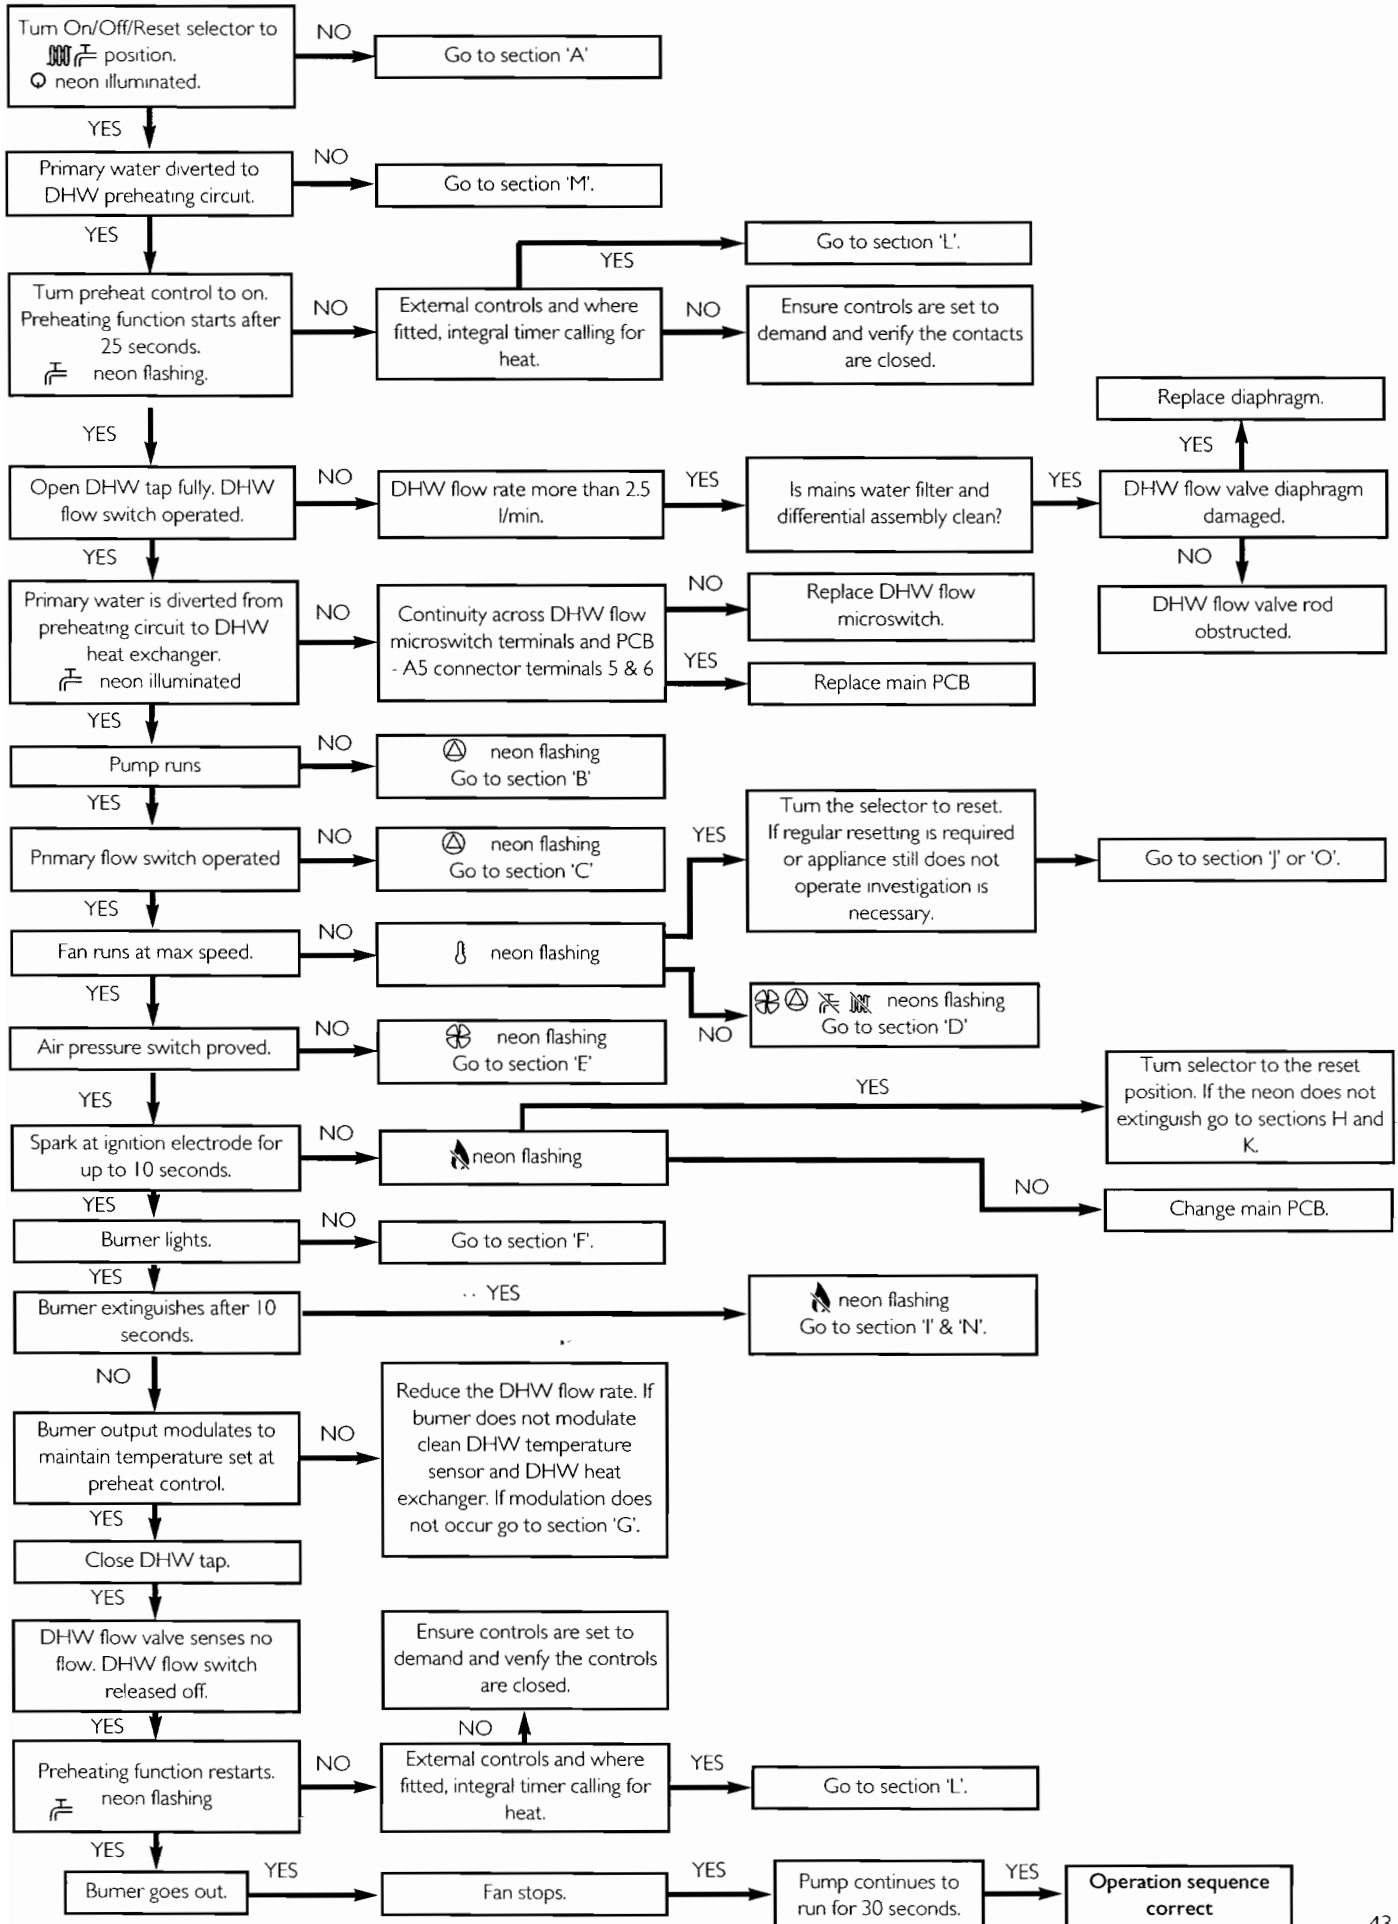 Turn On/Off/Reset selector to
position.
neon illuminated.
NO
Go to section 'A'
YES
Primary water diverted to
DHW preheating circuit.
NO
Go to section 'M'.
YES
Go to section 'L'.
YES
Turn preheat control to on.
Preheating function starts after
25 seconds.
neon flashing.
NO
External controls and where
fitted, integral timer calling for
heat.
NO
Ensure controls are set to
demand and verify the contacts
are closed.
Replace diaphragm.
YES
YES
Open DHW tap fully. DHW
flow switch operated.
NO
DHW flow rate more than 2.5
l/min.
YES
Is mains water filter and
differential assembly clean?
YES
DHW flow valve diaphragm
damaged.
NO
DHW flow valve rod
obstructed.
YES
Primary water is diverted from
preheating circuit to DHW
heat exchanger.
neon illuminated
NO
Continuity across DHW flow
microswitch terminals and PCB
- A5 connector terminals 5 & 6
NO
Replace DHW flow
microswitch.
YES
Replace main PCB
YES
Pump runs
NO
neon flashing
Go to section 'B'
YES
Primary flow switch operated
NO
neon flashing
Go to section 'C'
YES
Turn the selector to reset.
If regular resetting is required
or appliance still does not
operate investigation is
necessary.
Go to section 'J' or 'O'.
YES
Fan runs at max speed.
NO
neon flashing
NO
neons flashing
Go to section 'D'
YES
Air pressure switch proved.
NO
neon flashing
Go to section 'E'
YES
YES
Turn selector to the reset
position. If the neon does not
extinguish go to sections H and
K.
Spark at ignition electrode for
up to 10 seconds.
NO
neon flashing
NO
Change main PCB.
YES
Burner lights.
NO
Go to section 'F'.
YES
Burner extinguishes after 10
seconds.
YES
neon flashing
Go to section 'I' & 'N'.
NO
Burner output modulates to
maintain temperature set at
preheat control.
NO
Reduce the DHW flow rate. If
burner does not modulate
clean DHW temperature
sensor and DHW heat
exchanger. If modulation does
not occur go to section 'G'.
YES
Close DHW tap.
YES
DHW flow valve senses no
flow. DHW flow switch
released off.
Ensure controls are set to
demand and verify the controls
are closed.
YES
NO
Preheating function restarts.
neon flashing
NO
External controls and where
fitted, integral timer calling for
heat.
YES
Go to section 'L'.
YES
Burner goes out.
YES
Fan stops.
YES
Pump continues to
run for 30 seconds.
YES
Operation sequence
correct
43